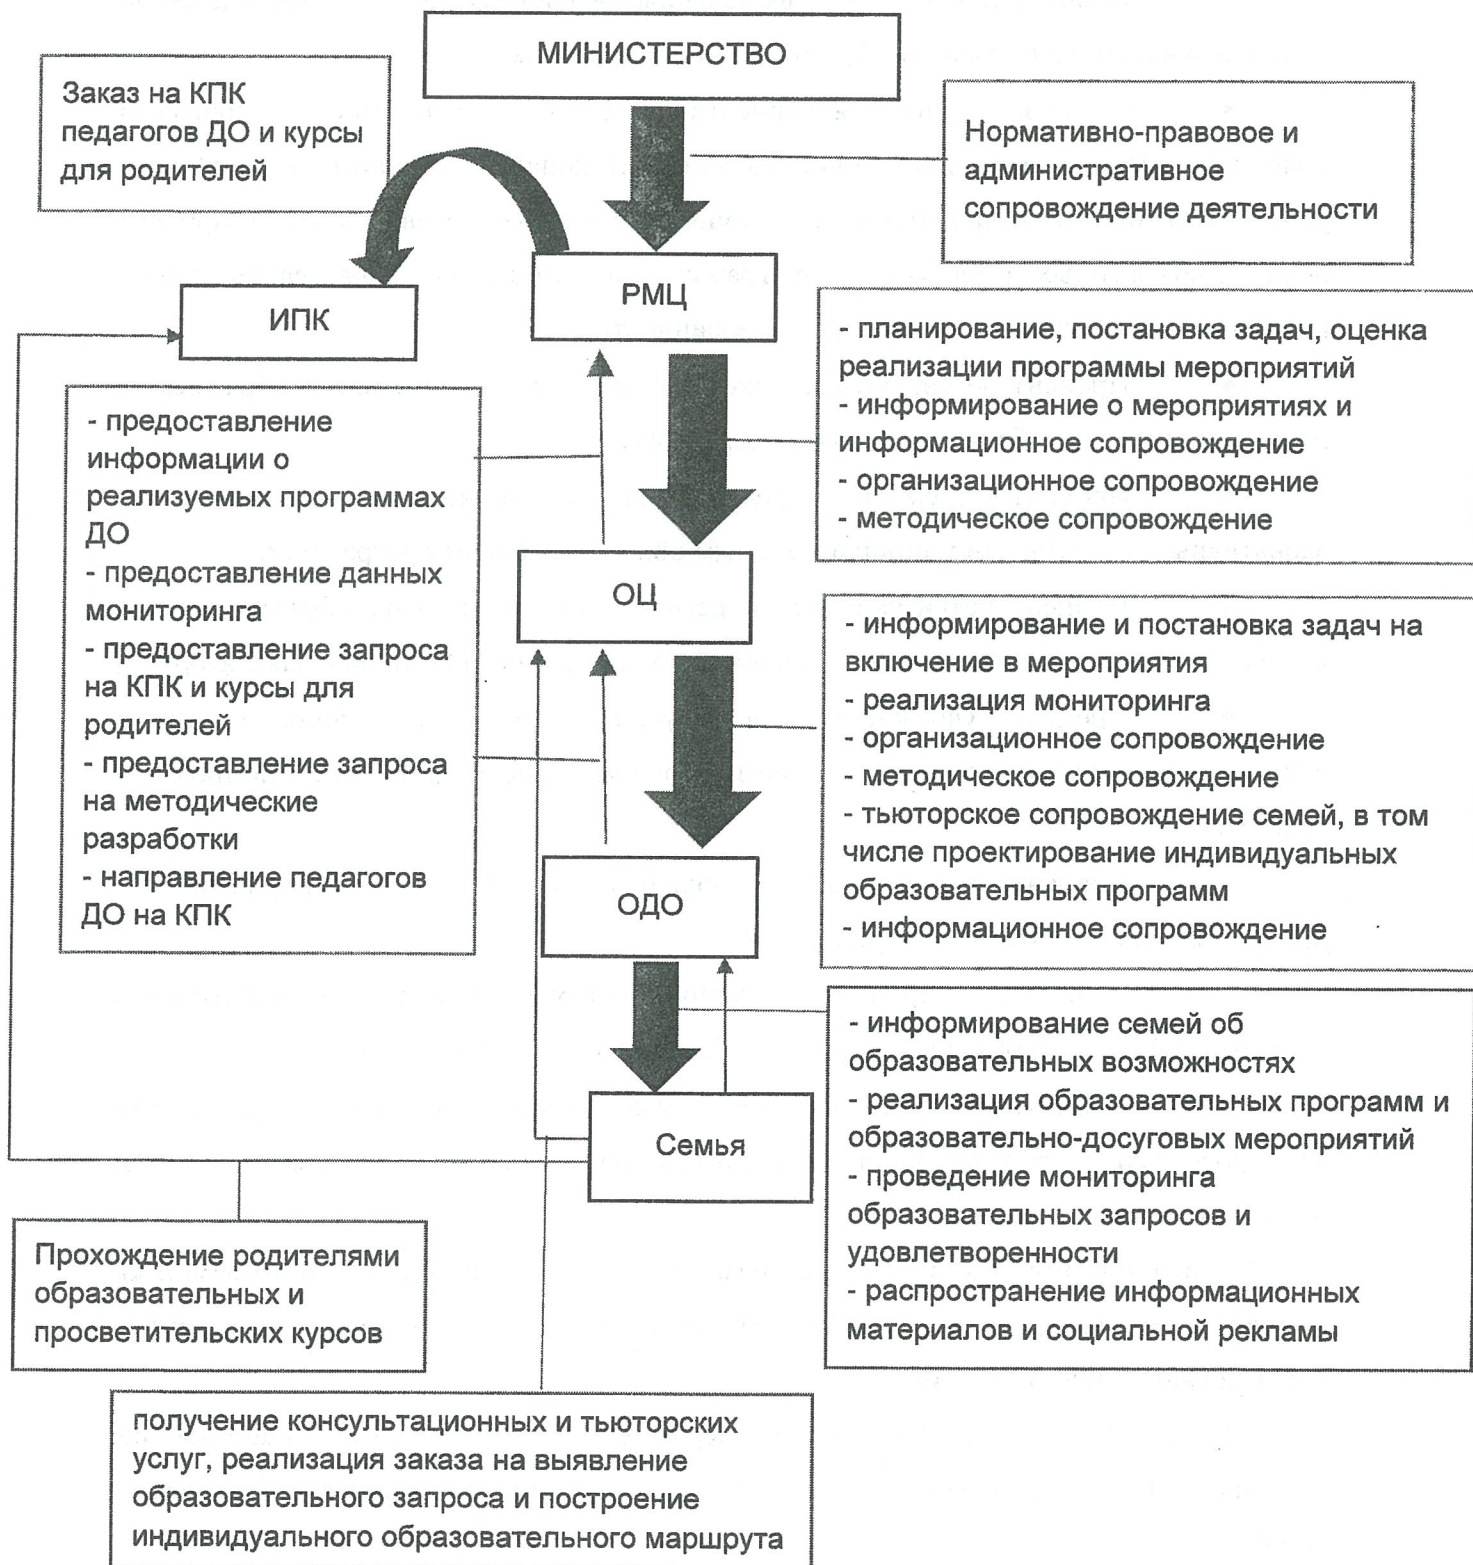 МИНИСТЕРСТВО
Заказ на КПК
педагогов ДО и курсы
для родителей
Нормативно-правовое и
административное
сопровождение деятельности
РМЦ
ИПК
- планирование, постановка задач, оценка
реализации программы мероприятий
- информирование о мероприятиях и
информационное сопровождение
- организационное сопровождение
- методическое сопровождение
- предоставление
информации о
реализуемых программах
ДО
- предоставление данных
мониторинга
- предоставление запроса
на КПК и курсы для
родителей
- предоставление запроса
на методические
разработки
- направление педагогов
ДО на КПК
ОЦ
- информирование и постановка задач на
включение в мероприятия
- реализация мониторинга
- организационное сопровождение
- методическое сопровождение
- тьюторское сопровождение семей, в том
числе проектирование индивидуальных
образовательных программ
- информационное сопровождение
ОДО
- информирование семей об
образовательных возможностях
- реализация образовательных программ и
образовательно-досуговых мероприятий
- проведение мониторинга
образовательных запросов и
удовлетворенности
- распространение информационных
материалов и социальной рекламы
Семья
Прохождение родителями
образовательных и
просветительских курсов
получение консультационных и тьюторских
услуг, реализация заказа на выявление
образовательного запроса и построение
индивидуального образовательного маршрута